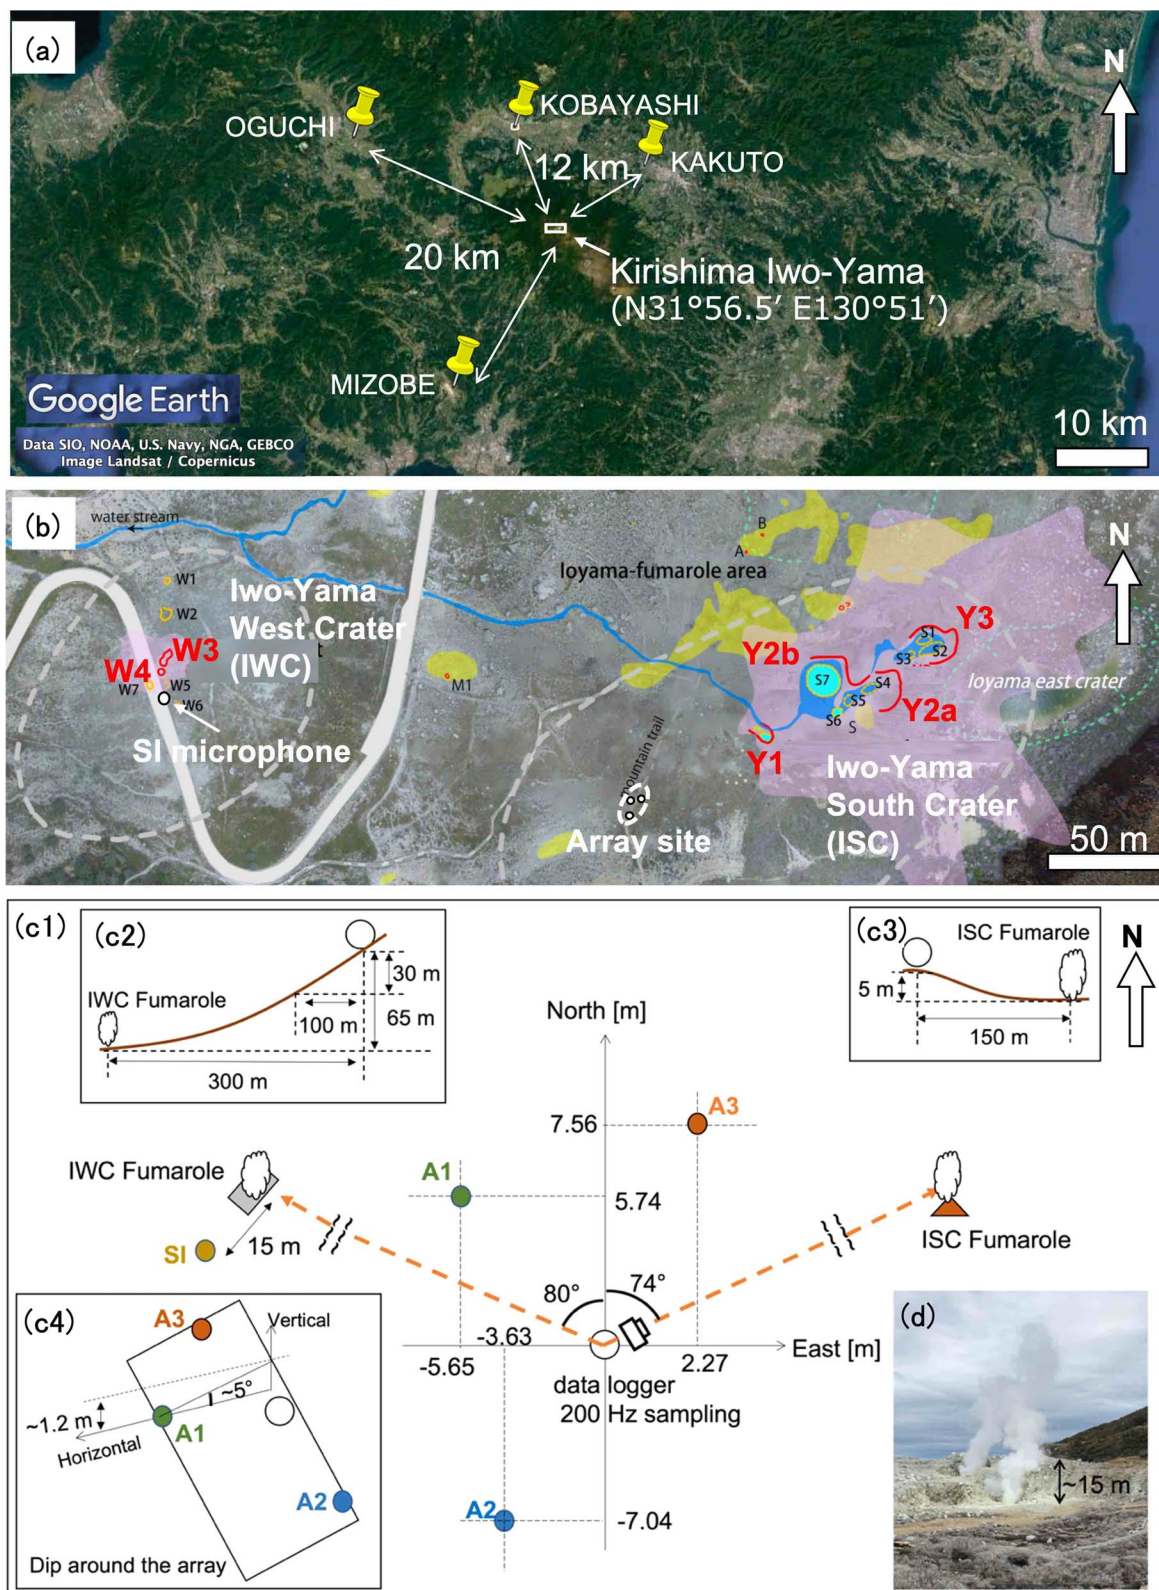 (a)
N
OGUCHI
KOBAYASHI
12 km
KAKUTO
20 km
Kirishima Iwo-Yama
(N31°56.5′ E130°51′)
MIZOBE
Google Earth
Data SIO, NOAA, U.S. Navy, NGA, GEBCO
Image Landsat / Copernicus
10 km
(b)
water stream
N
B
A
Ioyama-fumarole area
W1
W2
Iwo-Yama
West Crater
(IWC)
W3
W4
W7
W5
W6
SI microphone
M1
?
Y2b
S7
S1
S2
S3
Y3
S4
S5
S6
S
Y2a
Ioyama east crater
Y1
mountain trail
Iwo-Yama
South Crater
(ISC)
Array site
50 m
(c1)
(c2)
IWC Fumarole
30 m
100 m
65 m
300 m
(c3)
ISC Fumarole
5 m
150 m
N
North [m]
7.56
A3
IWC Fumarole
A1
5.74
15 m
SI
ISC Fumarole
80°
74°
-3.63
-5.65
2.27
East [m]
data logger
200 Hz sampling
A2
-7.04
(c4)
A3
Vertical
~5°
~1.2 m
A1
Horizontal
A2
Dip around the array
(d)
~15 m